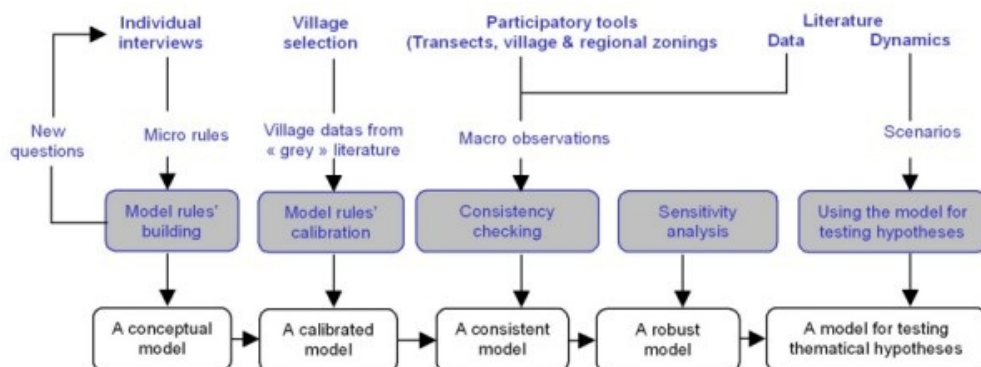 Individual
interviews
Village
selection
Participatory tools
(Transects, village & regional zonings
Literature
Data
Dynamics
New
questions
Micro rules
Village datas from
« grey » literature
Macro observations
Scenarios
Model rules'
building
Model rules'
calibration
Consistency
checking
Sensitivity
analysis
Using the model for
testing hypotheses
A conceptual
model
A calibrated
model
A consistent
model
A robust
model
A model for testing
thematical hypotheses